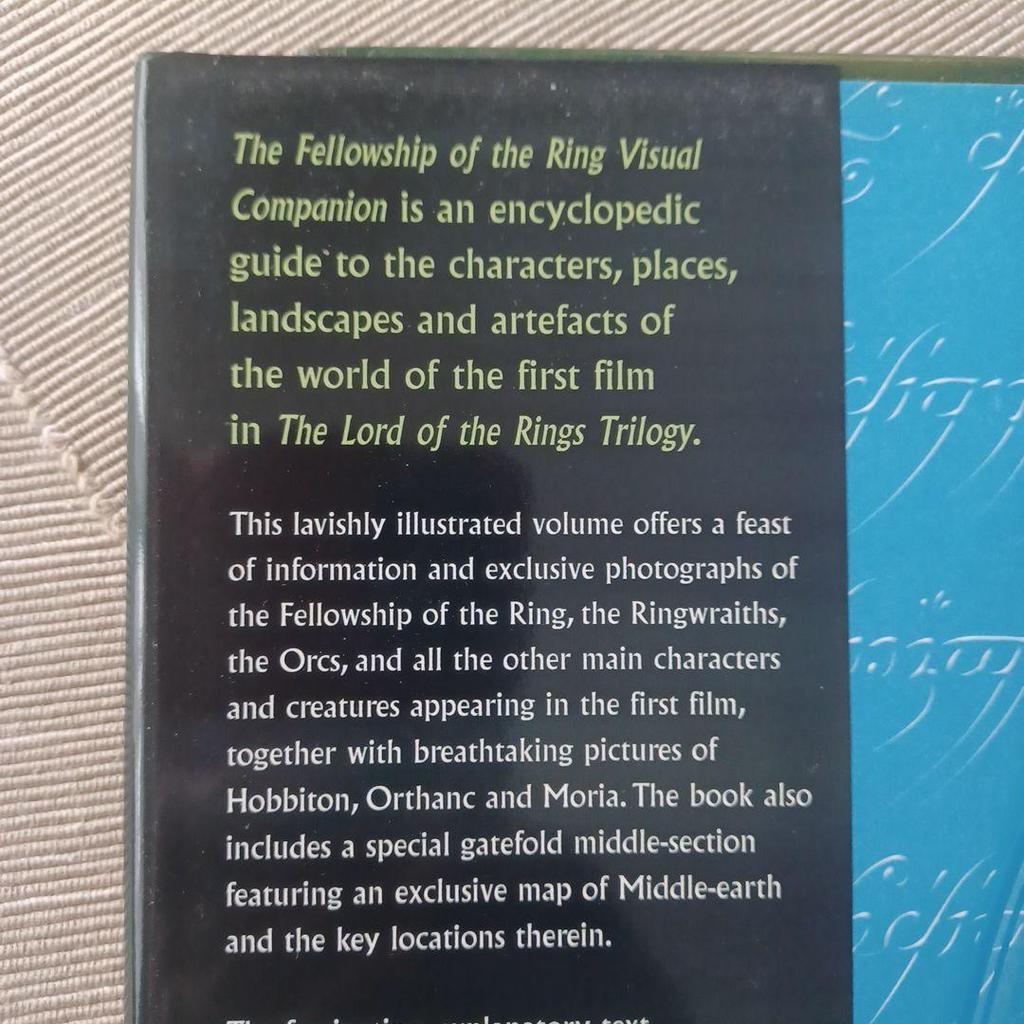 The Fellowship of the Ring Visual
Companion is an encyclopedic
guide to the characters, places,
landscapes and artefacts of
the world of the first film
in The Lord of the Rings Trilogy.
This lavishly illustrated volume offers a feast
of information and exclusive photographs of
the Fellowship of the Ring, the Ringwraiths,
the Orcs, and all the other main characters
and creatures appearing in the first film,
together with breathtaking pictures of
Hobbiton, Orthanc and Moria. The book also
includes a special gatefold middle-section
featuring an exclusive map of Middle-earth
and the key locations therein.
explanatory text